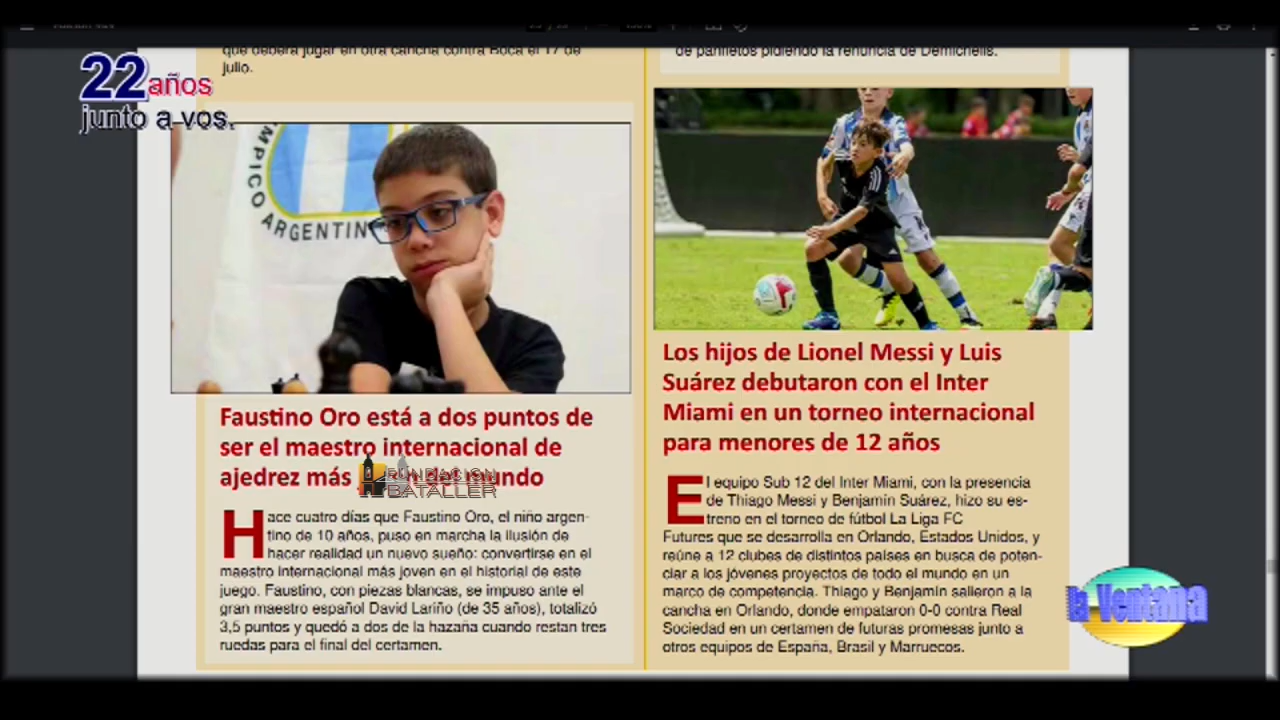 que deberá jugar en otra cancha contra Boca el 17 de
julio.
de panfletos pidiendo la renuncia de Demichelis.
22 años
junto a vos.
MPICO ARGENTIN
Faustino Oro está a dos puntos de
ser el maestro internacional de
ajedrez más del mundo
FUNDACION
BATALLER
Hace cuatro días que Faustino Oro, el niño argen-
tino de 10 años, puso en marcha la ilusión de
hacer realidad un nuevo sueño: convertirse en el
maestro internacional más joven en el historial de este
juego. Faustino, con piezas blancas, se impuso ante el
gran maestro español David Lariño (de 35 años), totalizó
3,5 puntos y quedó a dos de la hazaña cuando restan tres
ruedas para el final del certamen.
Los hijos de Lionel Messi y Luis
Suárez debutaron con el Inter
Miami en un torneo internacional
para menores de 12 años
El equipo Sub 12 del Inter Miami, con la presencia
de Thiago Messi y Benjamín Suárez, hizo su es-
treno en el torneo de fútbol La Liga FC
Futures que se desarrolla en Orlando, Estados Unidos, y
reúne a 12 clubes de distintos países en busca de poten-
ciar a los jóvenes proyectos de todo el mundo en un
marco de competencia. Thiago y Benjamín salieron a la
cancha en Orlando, donde empataron 0-0 contra Real
Sociedad en un certamen de futuras promesas junto a
otros equipos de España, Brasil y Marruecos.
la Ventana